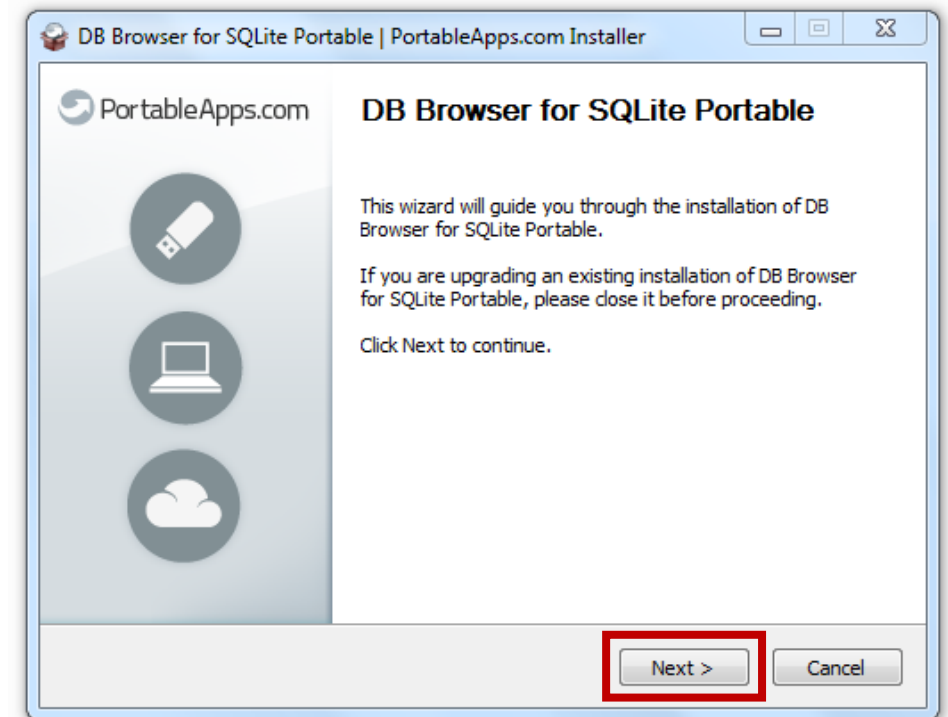 DB Browser for SQLite Portable | PortableApps.com Installer
PortableApps.com
DB Browser for SQLite Portable
This wizard will guide you through the installation of DB
Browser for SQLite Portable.
If you are upgrading an existing installation of DB Browser
for SQLite Portable, please close it before proceeding.
Click Next to continue.
Next >
Cancel